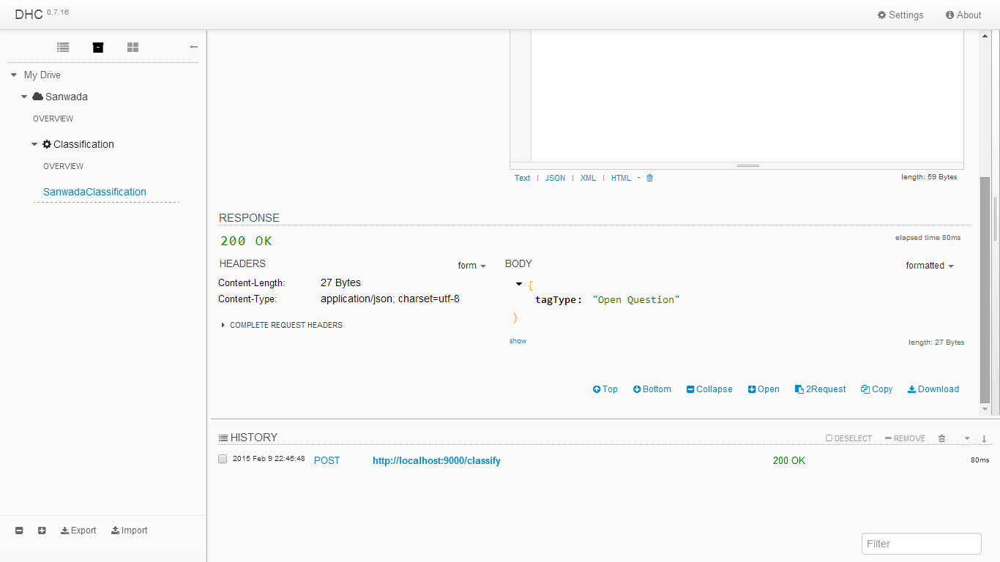 DHC 0.7.16
Settings
About
My Drive
Sanwada
OVERVIEW
Classification
OVERVIEW
SanwadaClassification
Export
Import
Text | JSON | XML | HTML -
length: 59 Bytes
RESPONSE
200 OK
elapsed time 80ms
HEADERS
form
Content-Length: 27 Bytes
Content-Type: application/json; charset=utf-8
COMPLETE REQUEST HEADERS
BODY
formatted
{
tagType: "Open Question"
}
show
length: 27 Bytes
Top
Bottom
Collapse
Open
2Request
Copy
Download
HISTORY
DESELECT
REMOVE
2015 Feb 9 22:46:48 POST http://localhost:9000/classify 200 OK 80ms
Filter